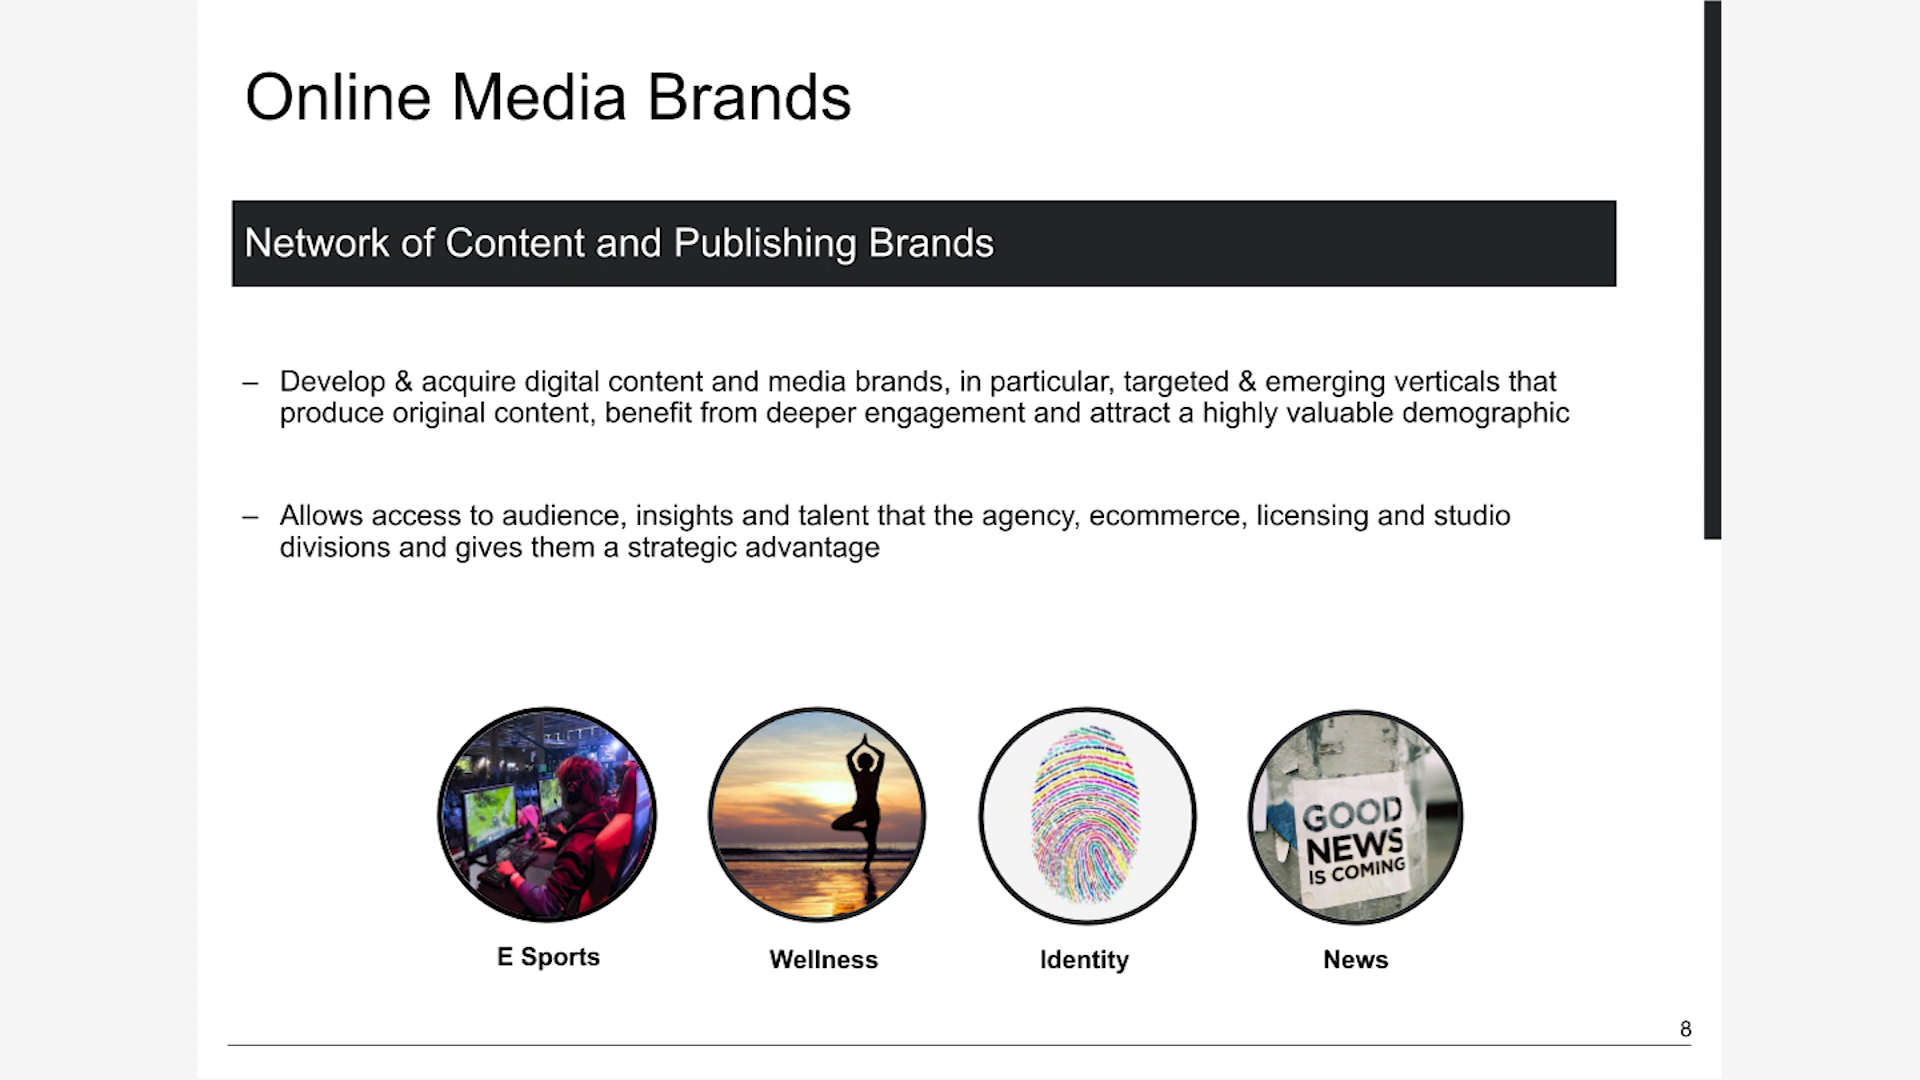 Online Media Brands
Network of Content and Publishing Brands
– Develop & acquire digital content and media brands, in particular, targeted & emerging verticals that
produce original content, benefit from deeper engagement and attract a highly valuable demographic
– Allows access to audience, insights and talent that the agency, ecommerce, licensing and studio
divisions and gives them a strategic advantage
GOOD
NEWS
IS COMING
E Sports
Wellness
Identity
News
8